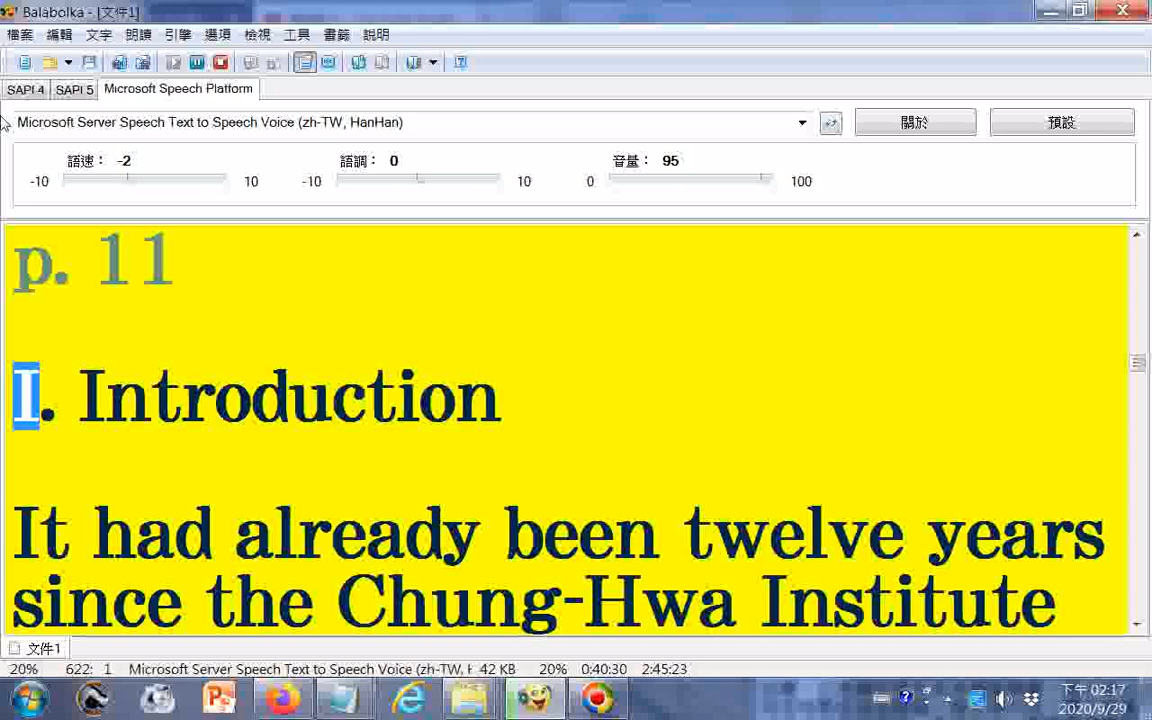 Balabolka - [文件1]
檔案 編輯 文字 朗讀 引擎 選項 檢視 工具 書籤 說明
SAPI 4 SAPI 5 Microsoft Speech Platform
Microsoft Server Speech Text to Speech Voice (zh-TW, HanHan) 關於 預設
語速： -2 語調： 0 音量： 95
-10 10 -10 10 0 100
p. 11
I. Introduction
It had already been twelve years
since the Chung-Hwa Institute
文件1
20% 622: 1 Microsoft Server Speech Text to Speech Voice (zh-TW, 42 KB 20% 0:40:30 2:45:23
下午 02:17
2020/9/29